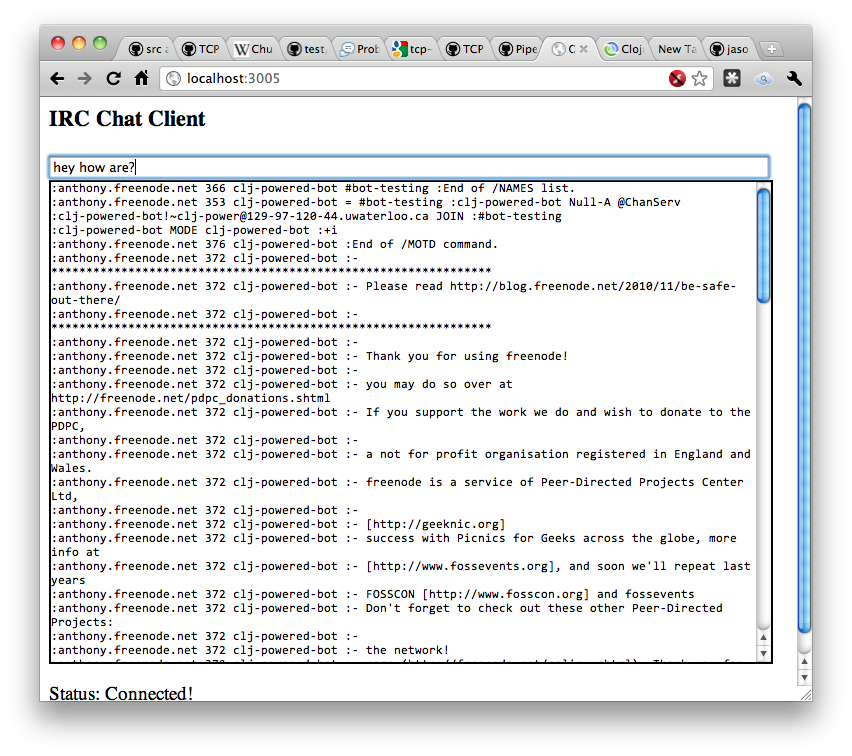 src a
TCP
Chu
test
Prob
tcp-
TCP
Pipe
C
Cloj
New Ta
jaso
localhost:3005
IRC Chat Client
hey how are?
:anthony.freenode.net 366 clj-powered-bot #bot-testing :End of /NAMES list.
:anthony.freenode.net 353 clj-powered-bot = #bot-testing :clj-powered-bot Null-A @ChanServ
:clj-powered-bot!~clj-power@129-97-120-44.uwaterloo.ca JOIN :#bot-testing
:clj-powered-bot MODE clj-powered-bot :+i
:anthony.freenode.net 376 clj-powered-bot :End of /MOTD command.
:anthony.freenode.net 372 clj-powered-bot :-
***************************************************************
:anthony.freenode.net 372 clj-powered-bot :- Please read http://blog.freenode.net/2010/11/be-safe-
out-there/
:anthony.freenode.net 372 clj-powered-bot :-
***************************************************************
:anthony.freenode.net 372 clj-powered-bot :-
:anthony.freenode.net 372 clj-powered-bot :- Thank you for using freenode!
:anthony.freenode.net 372 clj-powered-bot :-
:anthony.freenode.net 372 clj-powered-bot :- you may do so over at
http://freenode.net/pdpc_donations.shtml
:anthony.freenode.net 372 clj-powered-bot :- If you support the work we do and wish to donate to the
PDPC,
:anthony.freenode.net 372 clj-powered-bot :-
:anthony.freenode.net 372 clj-powered-bot :- a not for profit organisation registered in England and
Wales.
:anthony.freenode.net 372 clj-powered-bot :- freenode is a service of Peer-Directed Projects Center
Ltd,
:anthony.freenode.net 372 clj-powered-bot :-
:anthony.freenode.net 372 clj-powered-bot :- [http://geeknic.org]
:anthony.freenode.net 372 clj-powered-bot :- success with Picnics for Geeks across the globe, more
info at
:anthony.freenode.net 372 clj-powered-bot :- [http://www.fossevents.org], and soon we'll repeat last
years
:anthony.freenode.net 372 clj-powered-bot :- FOSSCON [http://www.fosscon.org] and fossevents
:anthony.freenode.net 372 clj-powered-bot :- Don't forget to check out these other Peer-Directed
Projects:
:anthony.freenode.net 372 clj-powered-bot :-
:anthony.freenode.net 372 clj-powered-bot :- the network!
Status: Connected!